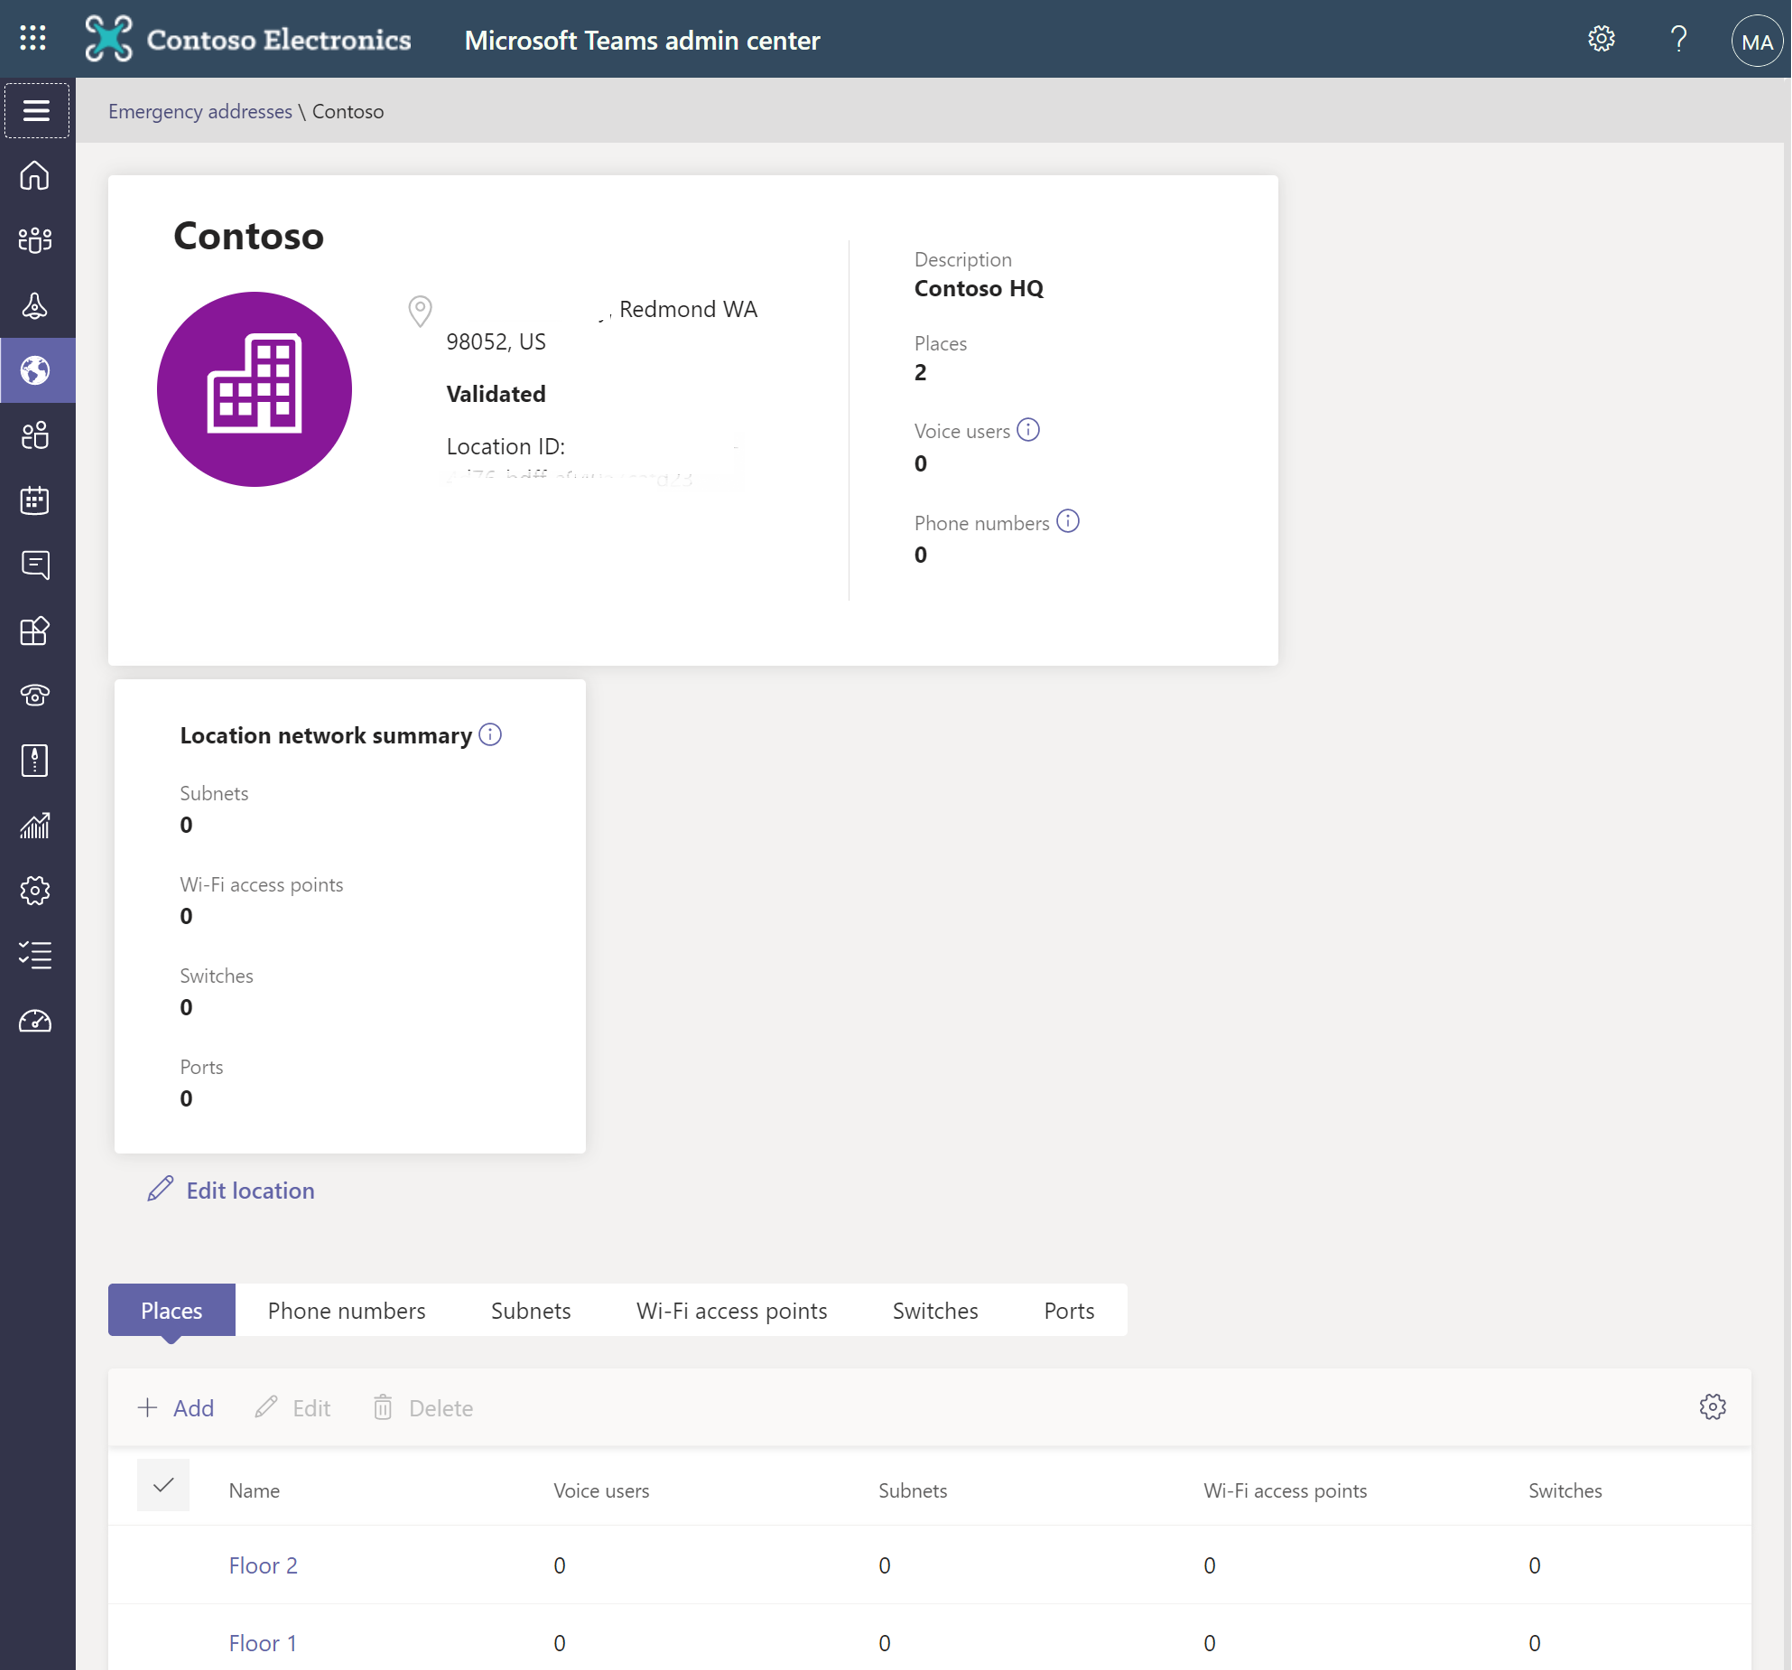 Contoso Electronics
Microsoft Teams admin center
?
MA
Emergency addresses \ Contoso
Contoso
, Redmond WA
98052, US
Validated
Location ID:
Description
Contoso HQ
Places
2
Voice users
0
Phone numbers
0
Location network summary
Subnets
0
Wi-Fi access points
0
Switches
0
Ports
0
Edit location
Places Phone numbers Subnets Wi-Fi access points Switches Ports
+ Add Edit Delete
Name Voice users Subnets Wi-Fi access points Switches
Floor 2 0 0 0 0
Floor 1 0 0 0 0